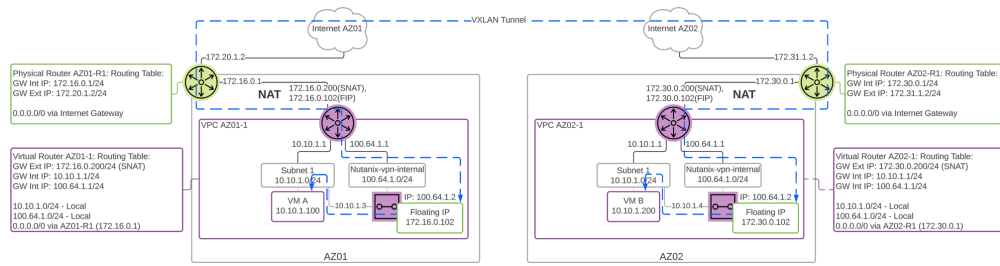 VXLAN Tunnel
Internet AZ01
Internet AZ02
172.20.1.2
172.31.1.2
Physical Router AZ01-R1: Routing Table:
GW Int IP: 172.16.0.1/24
GW Ext IP: 172.20.1.2/24
0.0.0.0/0 via Internet Gateway
172.16.0.1
NAT
172.16.0.200(SNAT),
172.16.0.102(FIP)
172.30.0.1
NAT
172.30.0.200(SNAT),
172.30.0.102(FIP)
Physical Router AZ02-R1: Routing Table:
GW Int IP: 172.30.0.1/24
GW Ext IP: 172.31.1.2/24
0.0.0.0/0 via Internet Gateway
VPC AZ01-1
10.10.1.1
100.64.1.1
VPC AZ02-1
10.10.1.1
100.64.1.1
Virtual Router AZ01-1: Routing Table:
GW Ext IP: 172.16.0.200/24 (SNAT)
GW Int IP: 10.10.1.1/24
GW Int IP: 100.64.1.1/24
10.10.1.0/24 - Local
100.64.1.0/24 - Local
0.0.0.0/0 via AZ01-R1 (172.16.0.1)
Subnet 1
10.10.1.0/24
Nutanix-vpn-internal
100.64.1.0/24
VM A
10.10.1.100
10.10.1.3
IP: 100.64.1.2
Floating IP
172.16.0.102
Subnet 1
10.10.1.0/24
Nutanix-vpn-internal
100.64.1.0/24
VM B
10.10.1.200
10.10.1.4
IP: 100.64.1.2
Floating IP
172.30.0.102
Virtual Router AZ02-1: Routing Table:
GW Ext IP: 172.30.0.200/24 (SNAT)
GW Int IP: 10.10.1.1/24
GW Int IP: 100.64.1.1/24
10.10.1.0/24 - Local
100.64.1.0/24 - Local
0.0.0.0/0 via AZ02-R1 (172.30.0.1)
AZ01
AZ02